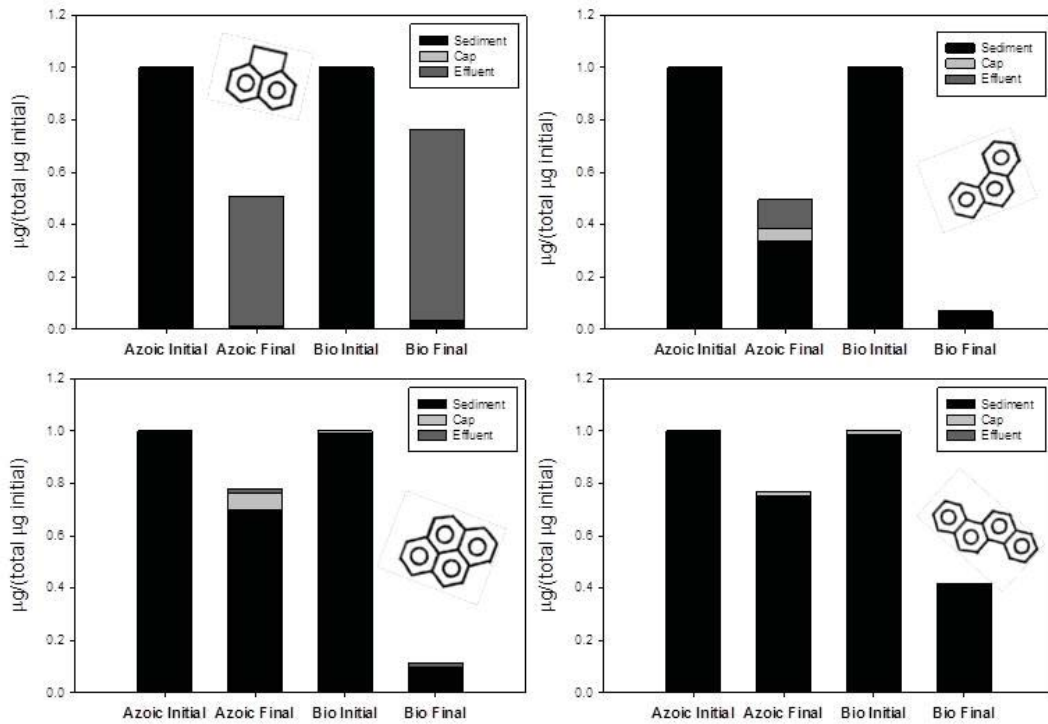 1.2
1.0
0.8
0.6
0.4
0.2
0.0
µg/(total µg initial)
Sediment
Cap
Effluent
Azoic Initial Azoic Final Bio Initial Bio Final
1.2
1.0
0.8
0.6
0.4
0.2
0.0
µg/(total µg initial)
Sediment
Cap
Effluent
Azoic Initial Azoic Final Bio Initial Bio Final
1.2
1.0
0.8
0.6
0.4
0.2
0.0
µg/(total µg initial)
Sediment
Cap
Effluent
Azoic Initial Azoic Final Bio Initial Bio Final
1.2
1.0
0.8
0.6
0.4
0.2
0.0
µg/(total µg initial)
Sediment
Cap
Effluent
Azoic Initial Azoic Final Bio Initial Bio Final